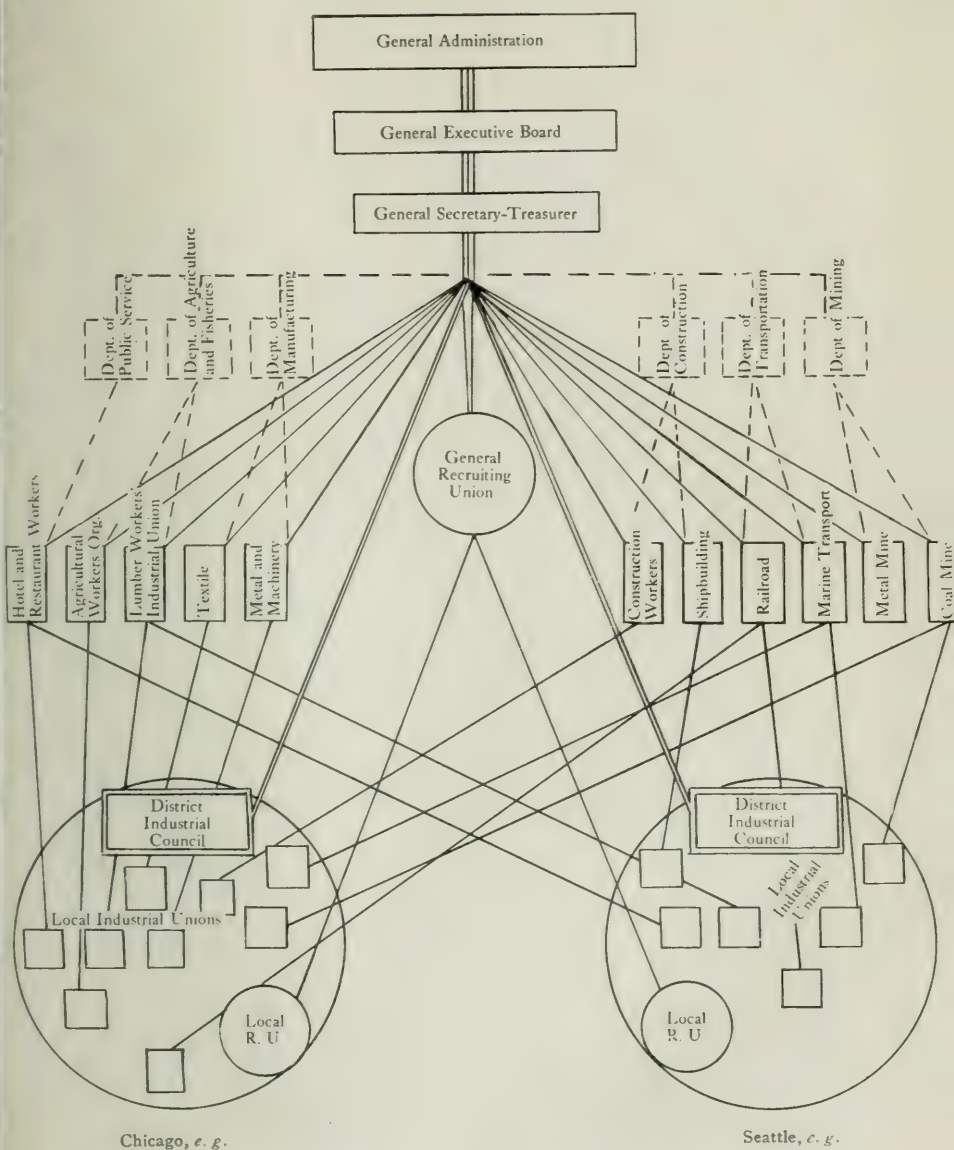 General Administration
General Executive Board
General Secretary-Treasurer
Dept. of
Public Service
Dept. of Agriculture
and Fisheries
Dept. of
Manufacturing
Dept of
Construction
Dept. of
Transportation
Dept of Mining
General
Recruiting
Union
Hotel and
Restaurant Workers
Agricultural
Workers Org.
Lumber Workers
Industrial Union
Textile
Metal and
Machinery
Construction
Workers
Shipbuilding
Railroad
Marine Transport
Metal Mine
Coal Mine
District
Industrial
Council
Local Industrial Unions
Local
R. U
District
Industrial
Council
Local
Industrial
Unions
Local
R. U
Chicago, e. g.
Seattle, e. g.